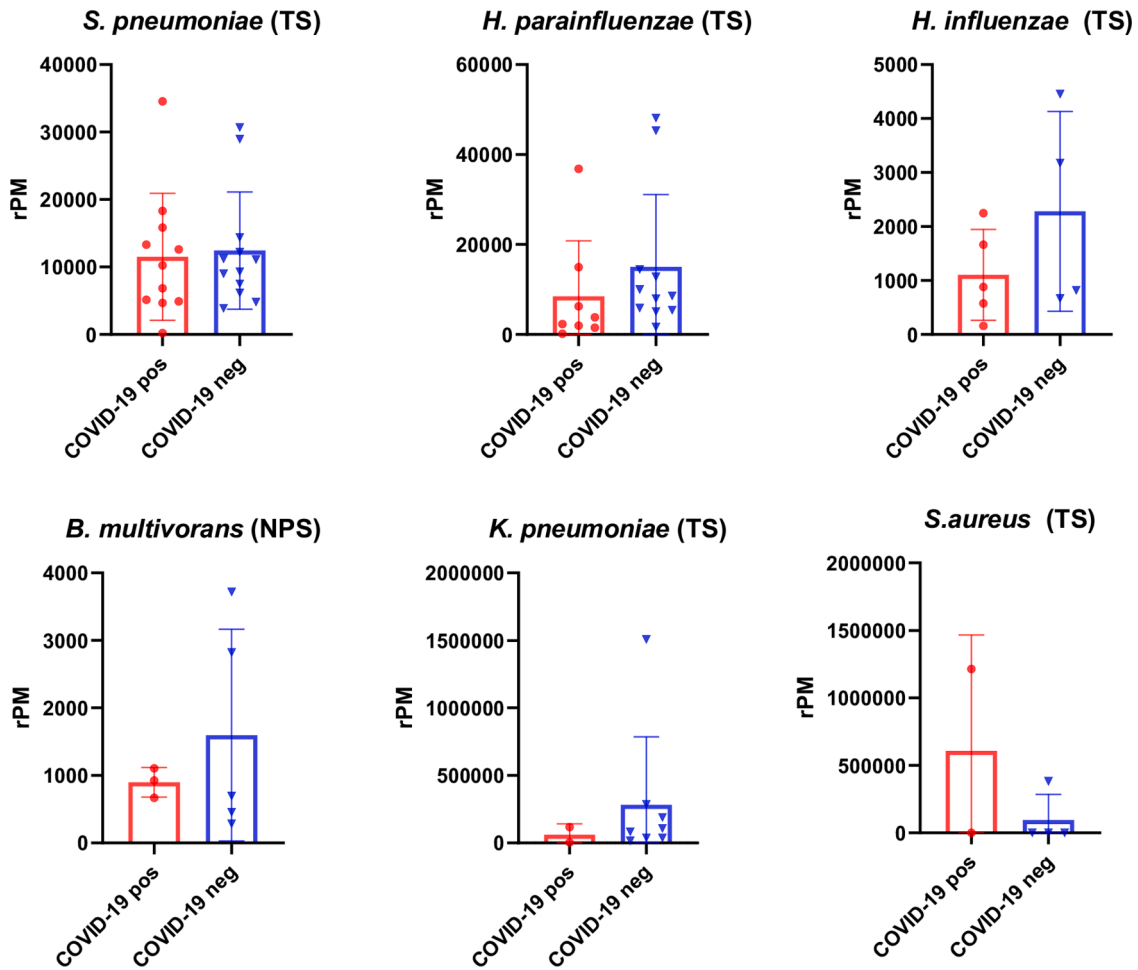 S. pneumoniae (TS)
rPM
40000
30000
20000
10000
0
COVID-19 pos
COVID-19 neg
H. parainfluenzae (TS)
rPM
60000
40000
20000
0
COVID-19 pos
COVID-19 neg
H. influenzae (TS)
rPM
5000
4000
3000
2000
1000
0
COVID-19 pos
COVID-19 neg
B. multivorans (NPS)
rPM
4000
3000
2000
1000
0
COVID-19 pos
COVID-19 neg
K. pneumoniae (TS)
rPM
2000000
1500000
1000000
500000
0
COVID-19 pos
COVID-19 neg
S.aureus (TS)
rPM
2000000
1500000
1000000
500000
0
COVID-19 pos
COVID-19 neg